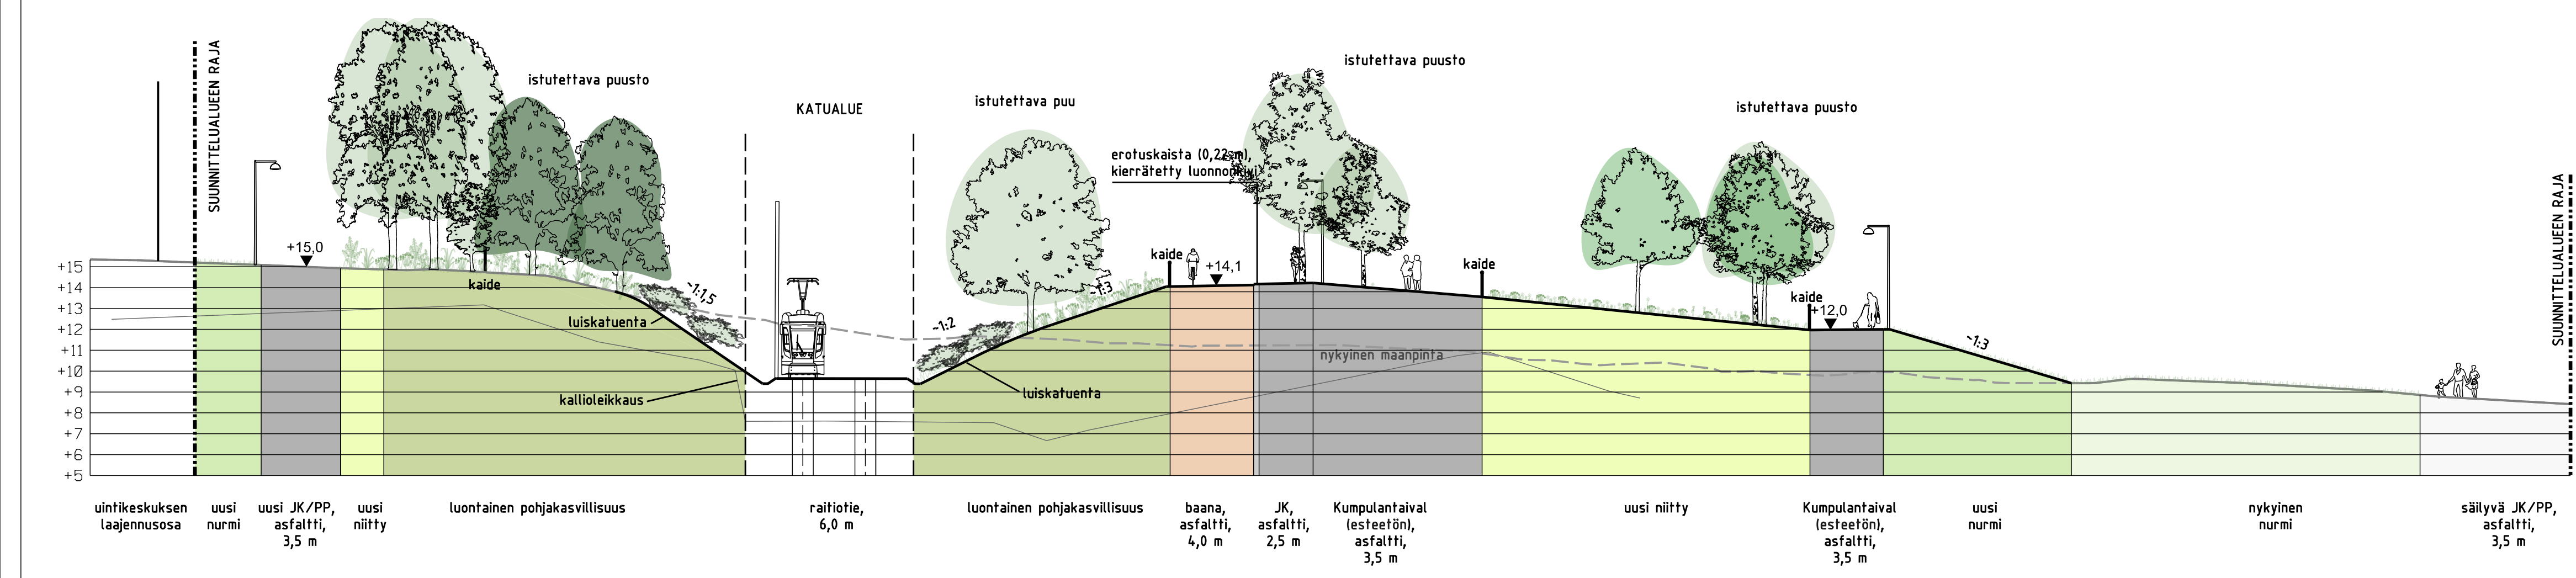 SUUNNITTELUALUEEN RAJA
istutettava puusto
KATUALUE
istutettava puu
erotuskaista (0,22 m),
kierrätetty luonnonkivi
istutettava puusto
istutettava puusto
SUUNNITTELUALUEEN RAJA
+15,0
kaide
~1:1,5
luiskatuenta
kallioleikkaus
~1:2
luiskatuenta
~1:3
kaide
+14,1
kaide
nykyinen maanpinta
kaide
+12,0
~1:3
+15
+14
+13
+12
+11
+10
+9
+8
+7
+6
+5
uintikeskuksen
laajennusosa
uusi
nurmi
uusi JK/PP,
asfaltti,
3,5 m
uusi
niitty
luontainen pohjakasvillisuus
raitiotie,
6,0 m
luontainen pohjakasvillisuus
baana,
asfaltti,
4,0 m
JK,
asfaltti,
2,5 m
Kumpulantaival
(esteetön),
asfaltti,
3,5 m
uusi niitty
Kumpulantaival
(esteetön),
asfaltti,
3,5 m
uusi
nurmi
nykyinen
nurmi
säilyvä JK/PP,
asfaltti,
3,5 m